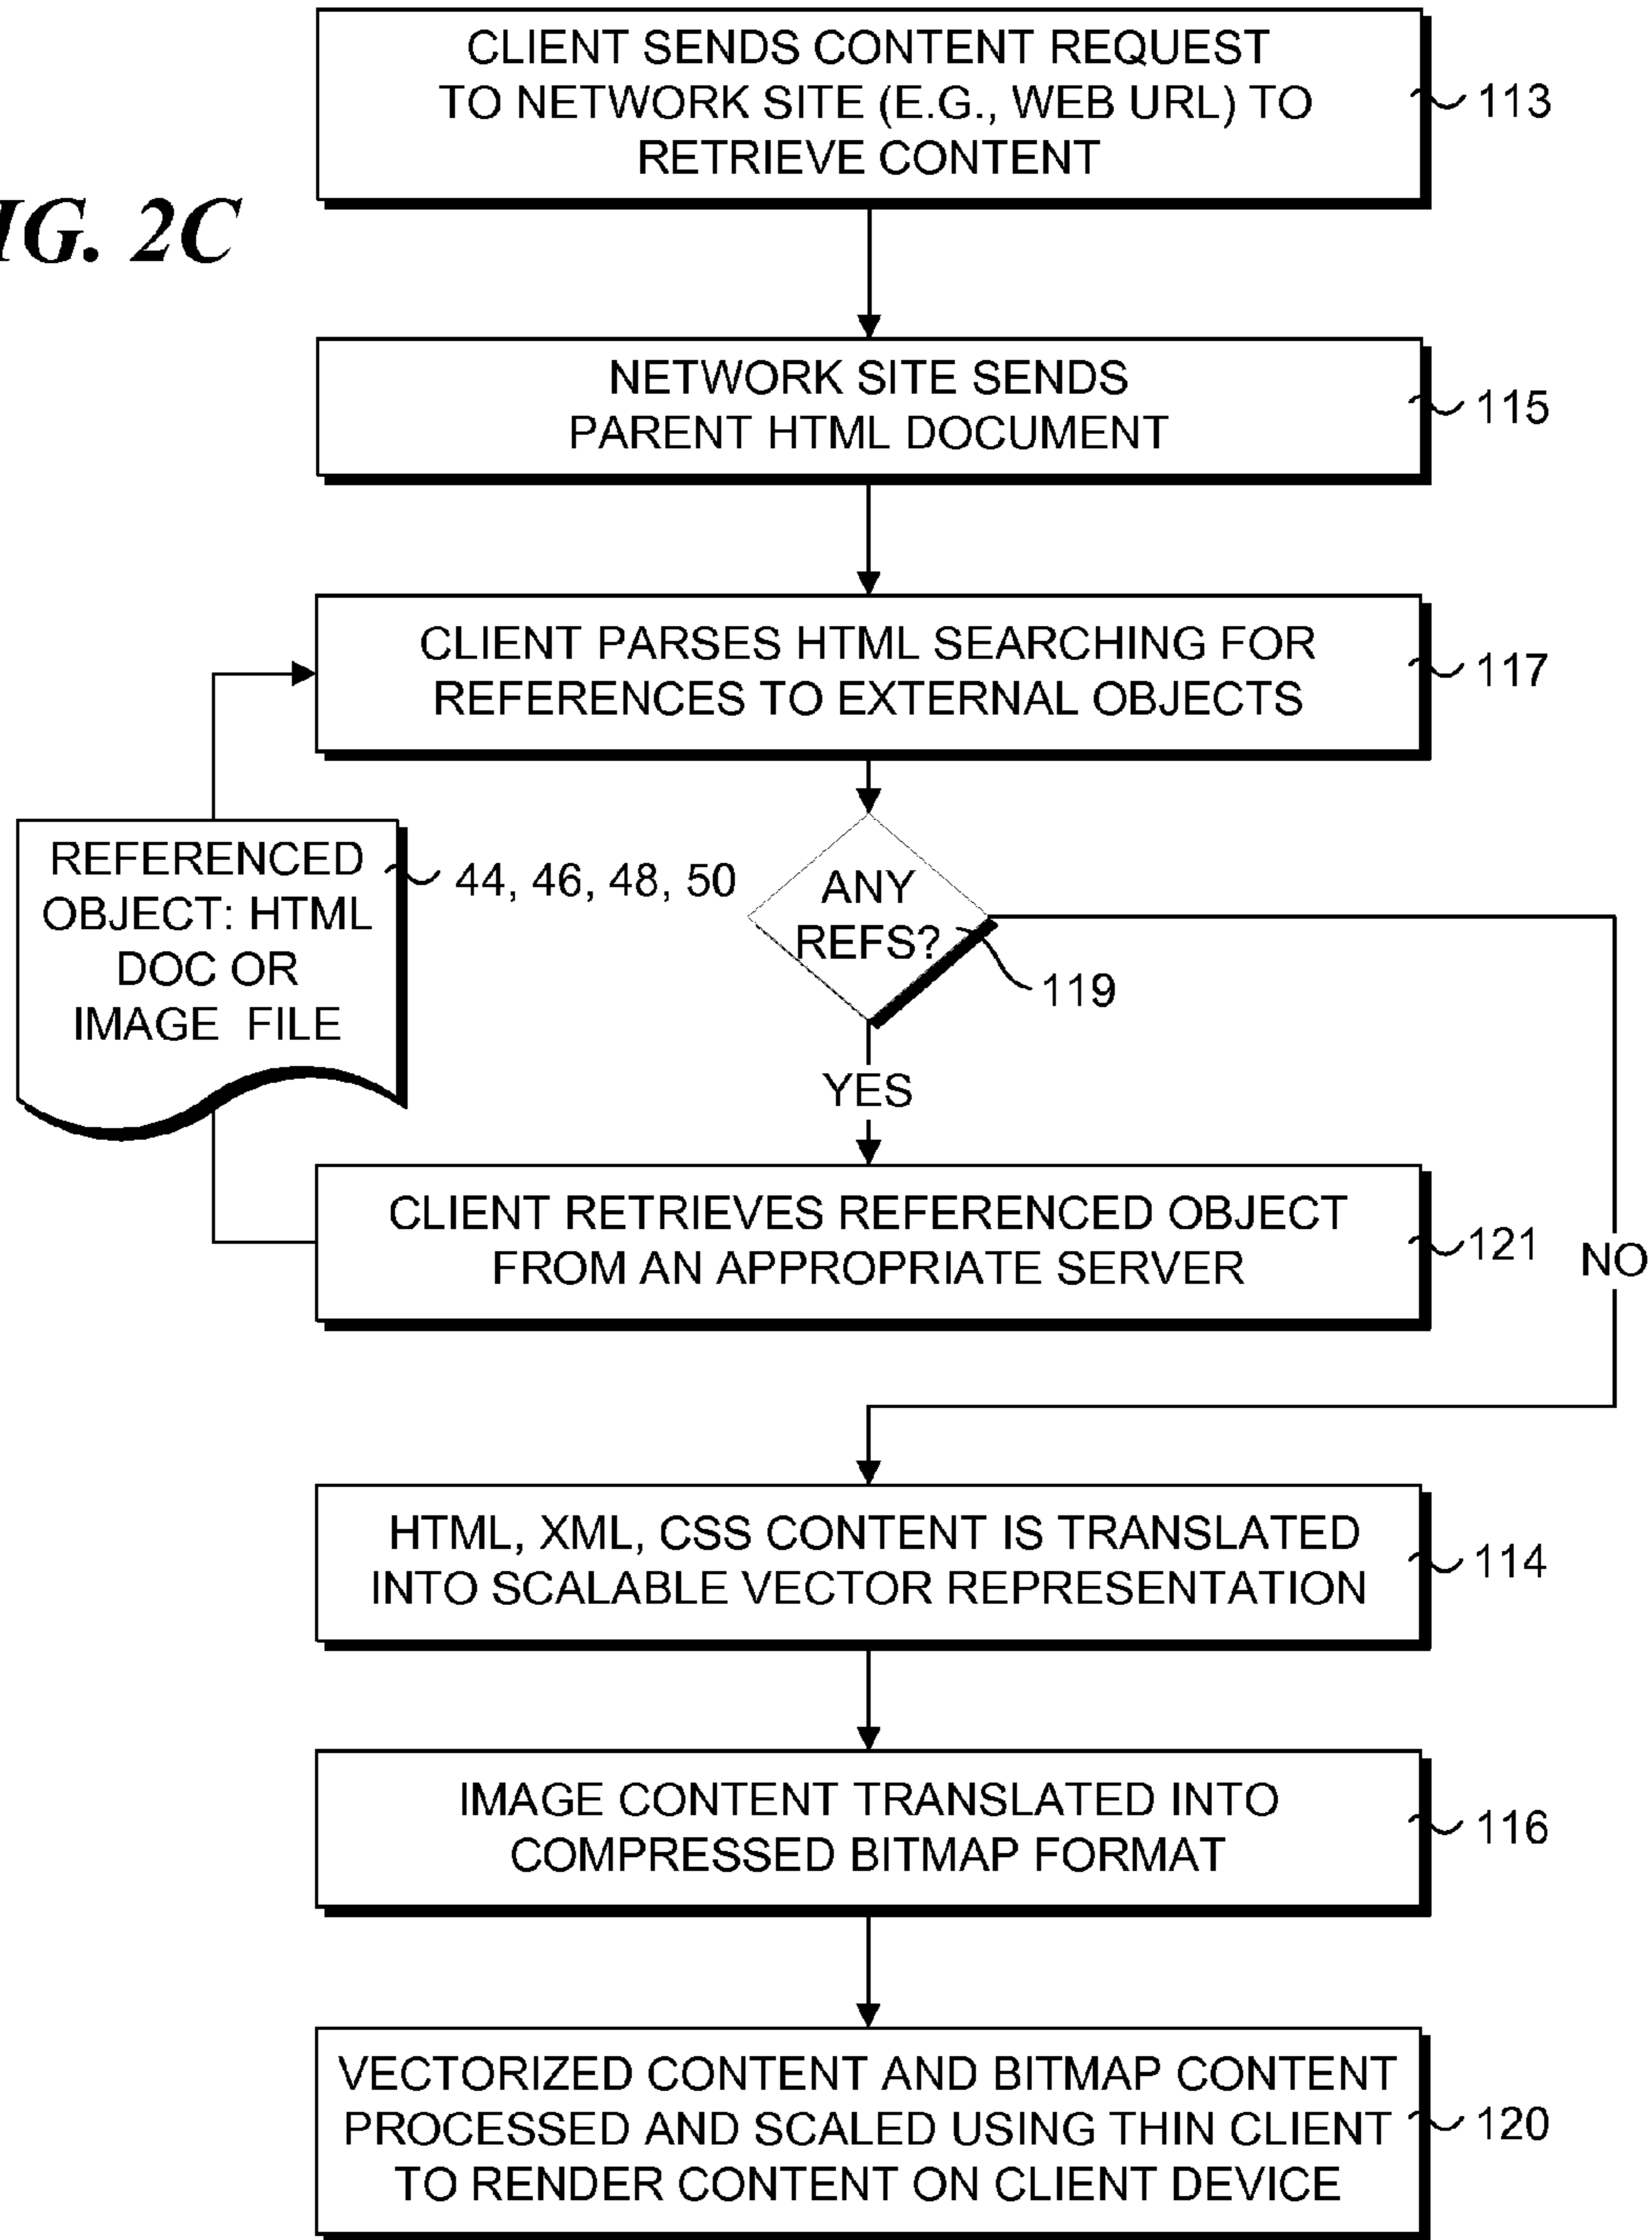 CLIENT SENDS CONTENT REQUEST
TO NETWORK SITE (E.G., WEB URL) TO
RETRIEVE CONTENT
113
IG. 2C
NETWORK SITE SENDS
PARENT HTML DOCUMENT
115
CLIENT PARSES HTML SEARCHING FOR
REFERENCES TO EXTERNAL OBJECTS
117
REFERENCED
OBJECT: HTML
DOC OR
IMAGE FILE
44, 46, 48, 50
ANY
REFS?
119
YES
CLIENT RETRIEVES REFERENCED OBJECT
FROM AN APPROPRIATE SERVER
121
NO
HTML, XML, CSS CONTENT IS TRANSLATED
INTO SCALABLE VECTOR REPRESENTATION
114
IMAGE CONTENT TRANSLATED INTO
COMPRESSED BITMAP FORMAT
116
VECTORIZED CONTENT AND BITMAP CONTENT
PROCESSED AND SCALED USING THIN CLIENT
TO RENDER CONTENT ON CLIENT DEVICE
120